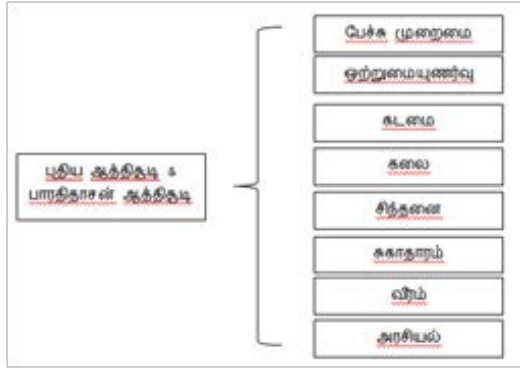 புதிய ஆத்திசூடி &
பாரதிதாசன் ஆத்திசூடி
பேச்சு முறைமை
ஒற்றுமையுணர்வு
கடமை
கலை
சிந்தனை
சுகாதாரம்
வீரம்
அரசியல்